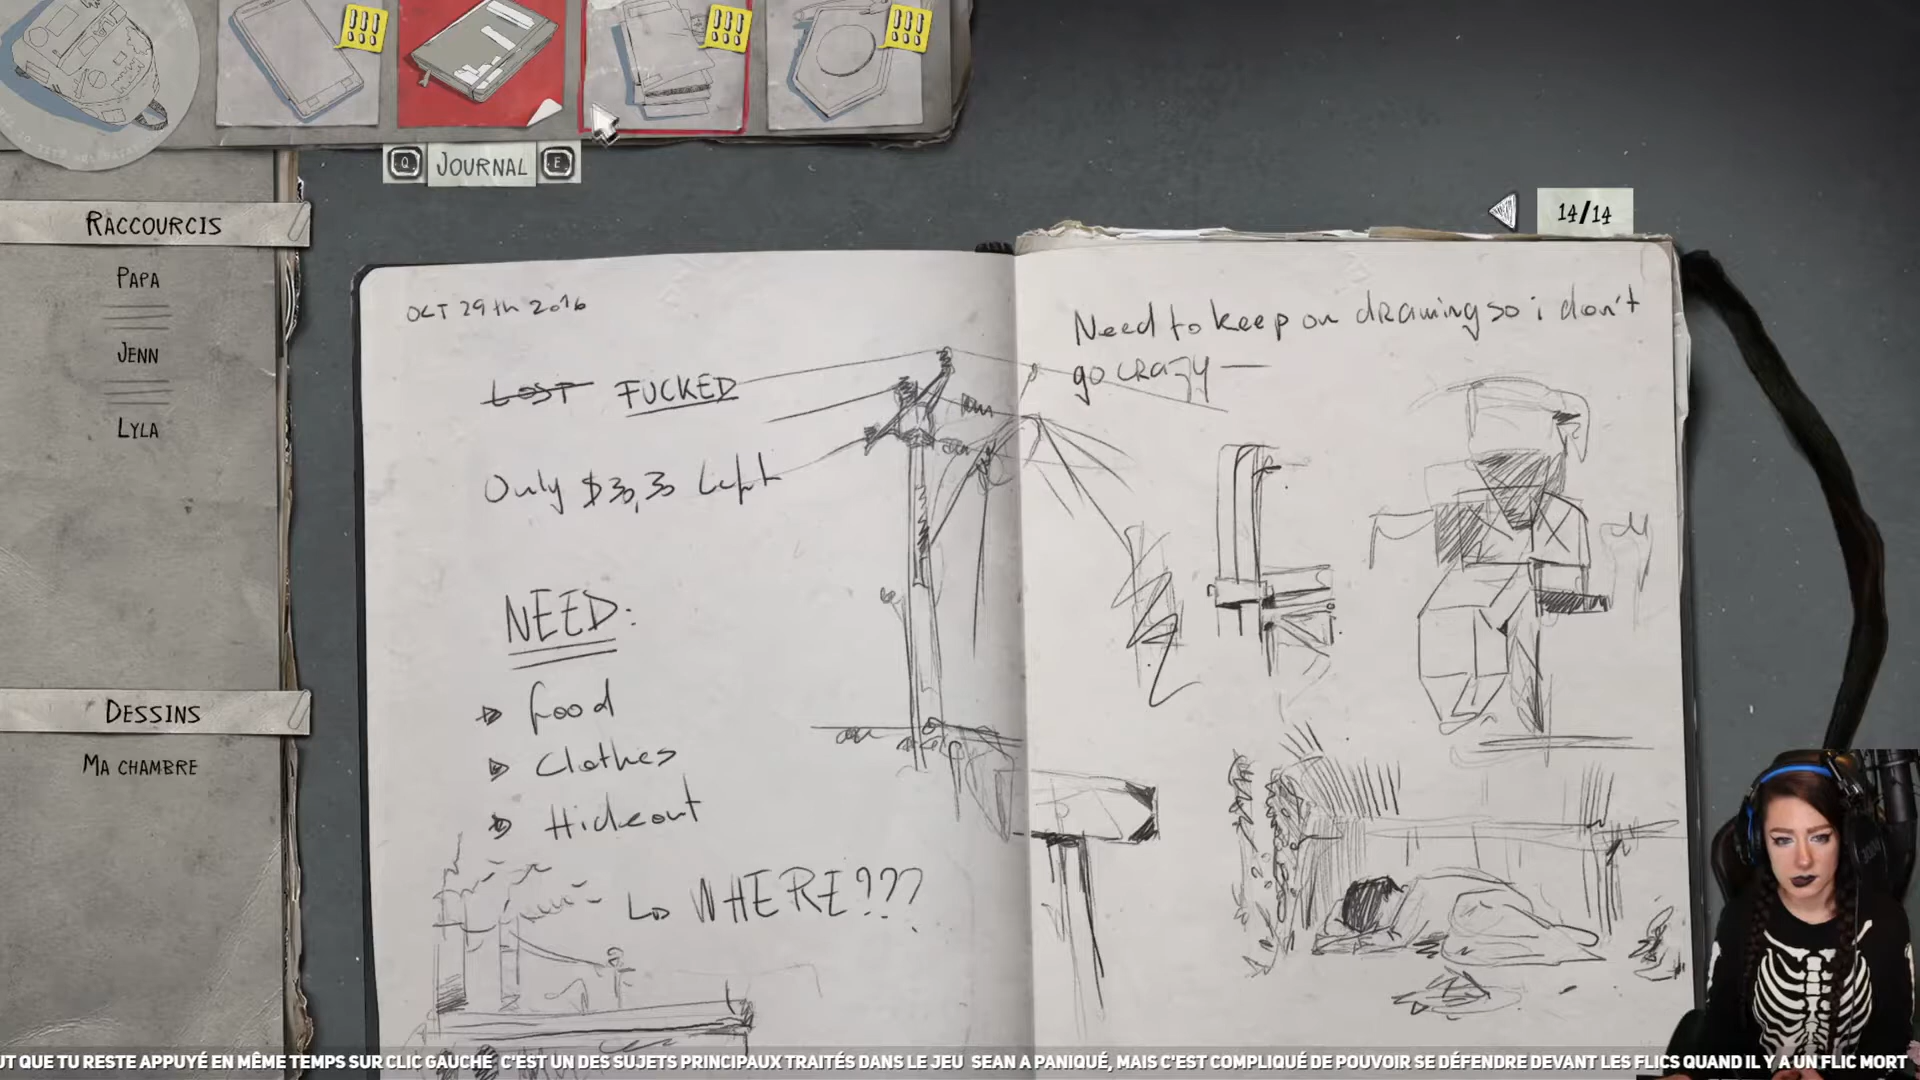 !!!
!!!
!!!
Q JOURNAL E
RACCOURCIS
PAPA
JENN
LYLA
DESSINS
MA CHAMBRE
14/14
OCT 29th 2016
LOST FUCKED
Only $30,30 Left
NEED:
food
Clothes
Hideout
WHERE???
Need to keep on drawing so i don't
go crazy —
UT QUE TU RESTE APPUYÉ EN MÊME TEMPS SUR CLIC GAUCHE C'EST UN DES SUJETS PRINCIPAUX TRAITÉS DANS LE JEU SEAN A PANIQUÉ, MAIS C'EST COMPLIQUÉ DE POUVOIR SE DÉFENDRE DEVANT LES FLICS QUAND IL Y A UN FLIC MORT